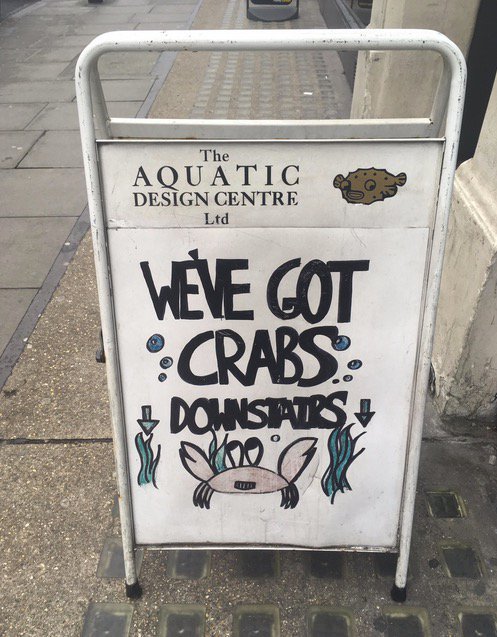 The
AQUATIC
DESIGN CENTRE
Ltd
WE'VE GOT
CRABS
DOWNSTAIRS